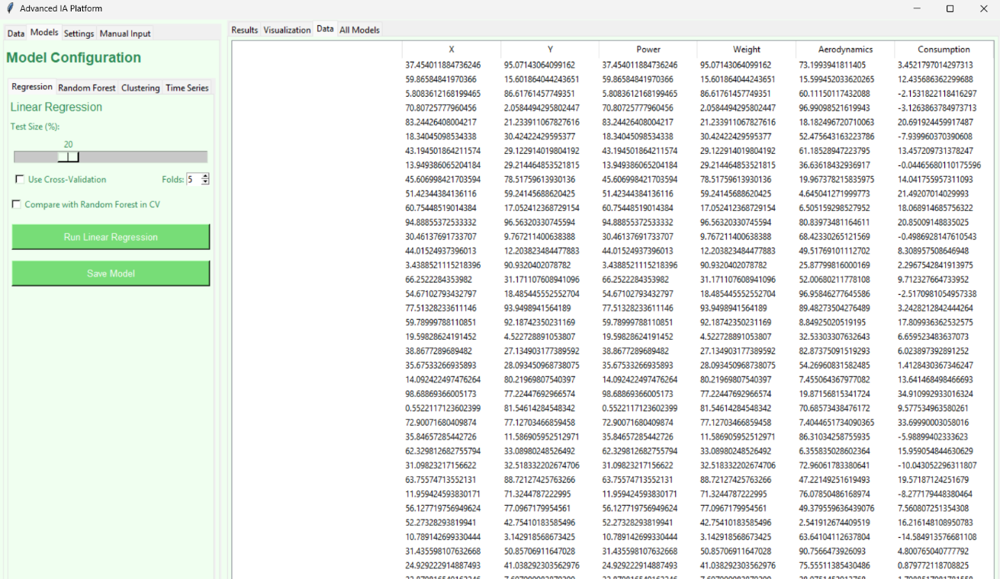 Advanced IA Platform
Data Models Settings Manual Input
Model Configuration
Regression Random Forest Clustering Time Series
Linear Regression
Test Size (%):
20
Use Cross-Validation Folds: 5
Compare with Random Forest in CV
Run Linear Regression
Save Model
Results Visualization Data All Models
X Y Power Weight Aerodynamics Consumption
37.454011884736246 95.07143064099162 37.454011884736246 95.07143064099162 73.1993941811405 3.4521797014297313
59.86584841970366 15.601864044243651 59.86584841970366 15.601864044243651 15.599452033620265 12.435686362299688
5.8083612168199465 86.61761457749351 5.8083612168199465 86.61761457749351 60.11150117432088 -2.1531822118416297
70.80725777960456 2.0584494295802447 70.80725777960456 2.0584494295802447 96.99098521619943 -3.1263863784973713
83.24426408004217 21.233911067827616 83.24426408004217 21.233911067827616 18.182496720710063 20.691924459917487
18.34045098534338 30.42422429595377 18.34045098534338 30.42422429595377 52.475643163223786 -7.939960370390608
43.194501864211574 29.122914019804192 43.194501864211574 29.122914019804192 61.18528947223795 13.457209731378247
13.949386065204184 29.214464853521815 13.949386065204184 29.214464853521815 36.63618432936917 -0.04465680110175596
45.606998421703594 78.51759613930136 45.606998421703594 78.51759613930136 19.967378215835975 14.041755957311093
51.42344384136116 59.24145688620425 51.42344384136116 59.24145688620425 4.645041271999773 21.49207014029993
60.75448519014384 17.052412368729154 60.75448519014384 17.052412368729154 6.505159298527952 18.068914685756322
94.88855372533332 96.56320330745594 94.88855372533332 96.56320330745594 80.83973481164611 20.85009148835025
30.46137691733707 9.767211400638388 30.46137691733707 9.767211400638388 68.42330265121569 -0.4986928147610543
44.01524937396013 12.203823484477883 44.01524937396013 12.203823484477883 49.51769101112702 8.308957508646948
3.4388521115218396 90.9320402078782 3.4388521115218396 90.9320402078782 25.87799816000169 2.2967542841913975
66.2522284353982 31.171107608941096 66.2522284353982 31.171107608941096 52.00680211778108 9.712327664733952
54.67102793432797 18.485445552552704 54.67102793432797 18.485445552552704 96.95846277645586 -2.5170981054957338
77.51328233611146 93.9498941564189 77.51328233611146 93.9498941564189 89.48273504276489 3.2428212842444264
59.78999788110851 92.18742350231169 59.78999788110851 92.18742350231169 8.84925020519195 17.809936362532575
19.59828624191452 4.522728891053807 19.59828624191452 4.522728891053807 32.53303307632643 6.659523483637073
38.8677289689482 27.134903177389592 38.8677289689482 27.134903177389592 82.87375091519293 6.023897392891252
35.67533266935893 28.093450968738075 35.67533266935893 28.093450968738075 54.26960831582485 1.4128430367346247
14.092422497476264 80.21969807540397 14.092422497476264 80.21969807540397 7.455064367977082 13.641468498466693
98.68869366005173 77.22447692966574 98.68869366005173 77.22447692966574 19.87156815341724 34.910992933016324
0.5522117123602399 81.54614284548342 0.5522117123602399 81.54614284548342 70.68573438476172 9.577534963580261
72.90071680409874 77.12703466859458 72.90071680409874 77.12703466859458 7.4044651734090365 33.69990003058016
35.84657285442726 11.586905952512971 35.84657285442726 11.586905952512971 86.31034258755935 -5.98899402333623
62.329812682755794 33.08980248526492 62.329812682755794 33.08980248526492 6.355835028602364 15.959054844630629
31.09823217156622 32.518332202674706 31.09823217156622 32.518332202674706 72.96061783380641 -10.043052296311807
63.75574713552131 88.72127425763266 63.75574713552131 88.72127425763266 47.22149251619493 19.57187124251679
11.959424593830171 71.3244787222995 11.959424593830171 71.3244787222995 76.07850486168974 -8.277179448380464
56.127719756949624 77.0967179954561 56.127719756949624 77.0967179954561 49.379559636439076 7.560807251354308
52.27328293819941 42.75410183585496 52.27328293819941 42.75410183585496 2.541912674409519 16.216148108950783
10.789142699330444 3.142918568673425 10.789142699330444 3.142918568673425 63.64104112637804 -14.584913576681108
31.435598107632668 50.85706911647028 31.435598107632668 50.85706911647028 90.7566473926093 4.800765040777792
24.929222914887493 41.038292303562976 24.929222914887493 41.038292303562976 75.55511385430486 0.879772118708825